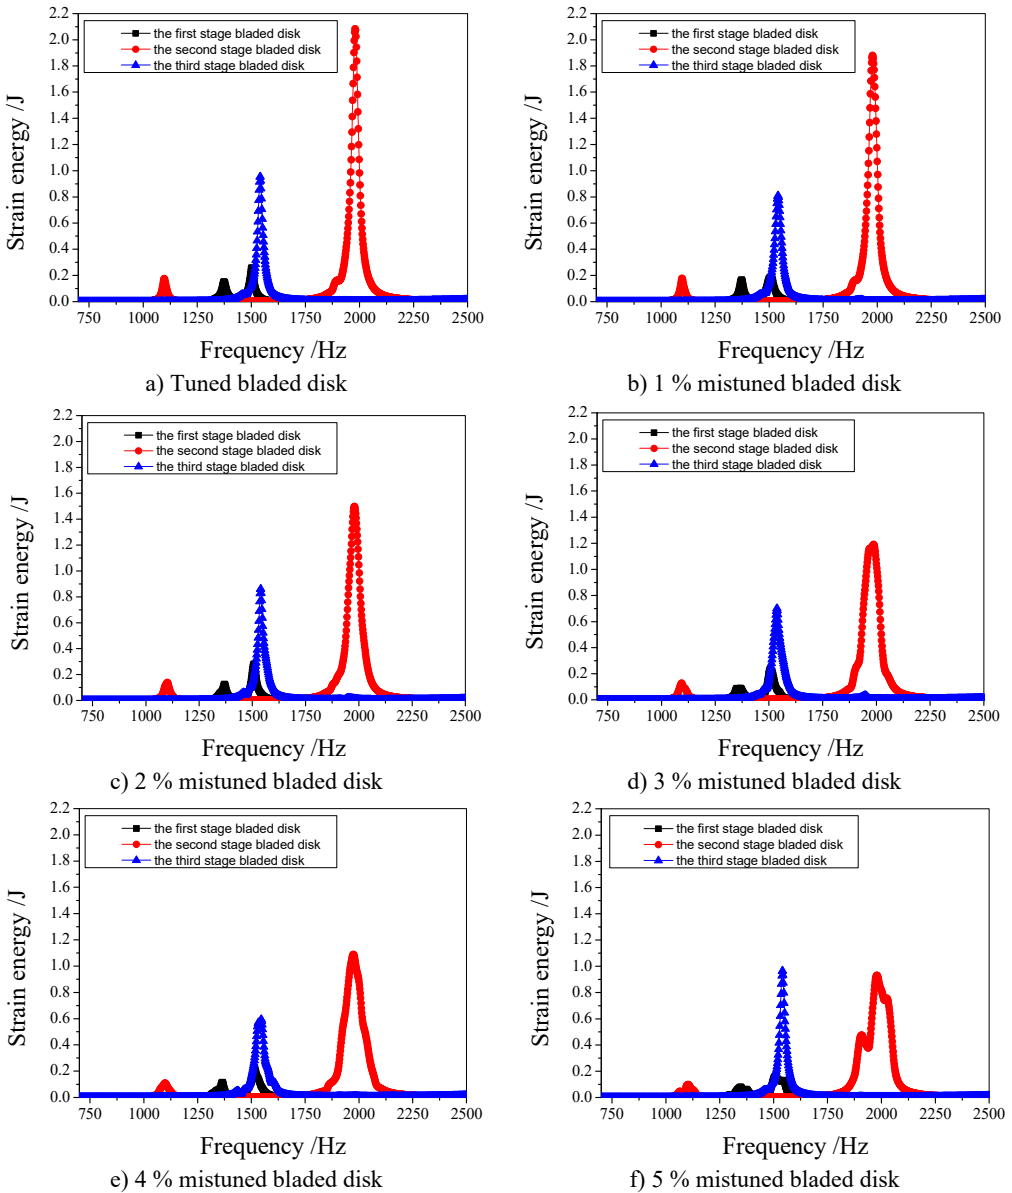 2.2
2.0
1.8
1.6
1.4
1.2
1.0
0.8
0.6
0.4
0.2
0.0
Strain energy /J
the first stage bladed disk
the second stage bladed disk
the third stage bladed disk
750 1000 1250 1500 1750 2000 2250 2500
Frequency /Hz
a) Tuned bladed disk
2.2
2.0
1.8
1.6
1.4
1.2
1.0
0.8
0.6
0.4
0.2
0.0
Strain energy /J
the first stage bladed disk
the second stage bladed disk
the third stage bladed disk
750 1000 1250 1500 1750 2000 2250 2500
Frequency /Hz
b) 1 % mistuned bladed disk
2.2
2.0
1.8
1.6
1.4
1.2
1.0
0.8
0.6
0.4
0.2
0.0
Strain energy /J
the first stage bladed disk
the second stage bladed disk
the third stage bladed disk
750 1000 1250 1500 1750 2000 2250 2500
Frequency /Hz
c) 2 % mistuned bladed disk
2.2
2.0
1.8
1.6
1.4
1.2
1.0
0.8
0.6
0.4
0.2
0.0
Strain energy /J
the first stage bladed disk
the second stage bladed disk
the third stage bladed disk
750 1000 1250 1500 1750 2000 2250 2500
Frequency /Hz
d) 3 % mistuned bladed disk
2.2
2.0
1.8
1.6
1.4
1.2
1.0
0.8
0.6
0.4
0.2
0.0
Strain energy /J
the first stage bladed disk
the second stage bladed disk
the third stage bladed disk
750 1000 1250 1500 1750 2000 2250 2500
Frequency /Hz
e) 4 % mistuned bladed disk
2.2
2.0
1.8
1.6
1.4
1.2
1.0
0.8
0.6
0.4
0.2
0.0
Strain energy /J
the first stage bladed disk
the second stage bladed disk
the third stage bladed disk
750 1000 1250 1500 1750 2000 2250 2500
Frequency /Hz
f) 5 % mistuned bladed disk